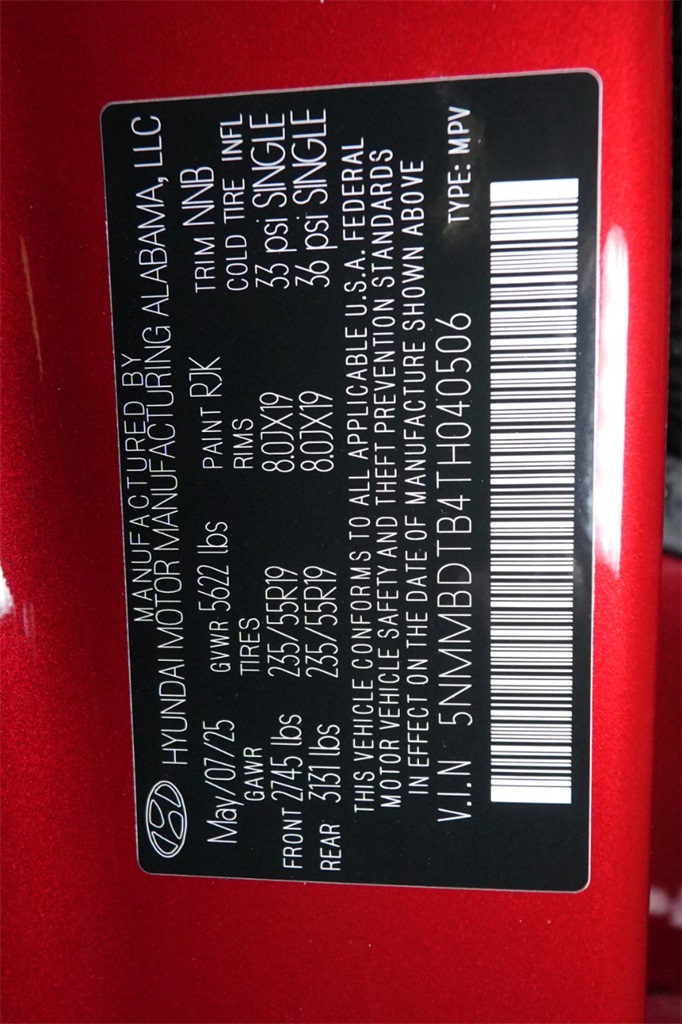 MANUFACTURED BY
HYUNDAI MOTOR MANUFACTURING ALABAMA, LLC
May/07/25 GVWR 5622 lbs PAINT RJK TRIM NNB
GAWR TIRES RIMS COLD TIRE INFL
FRONT 2745 lbs 235/55R19 8.0JX19 33 psi SINGLE
REAR 3131 lbs 235/55R19 8.0JX19 36 psi SINGLE
THIS VEHICLE CONFORMS TO ALL APPLICABLE U.S.A. FEDERAL
MOTOR VEHICLE SAFETY AND THEFT PREVENTION STANDARDS
IN EFFECT ON THE DATE OF MANUFACTURE SHOWN ABOVE
V.I.N 5NMMBDTB4TH040506 TYPE: MPV